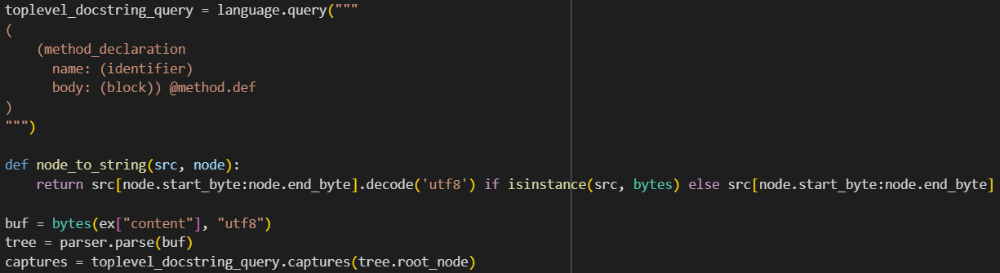 toplevel_docstring_query = language.query("""
(
    (method_declaration
      name: (identifier)
      body: (block)) @method.def
)
""")

def node_to_string(src, node):
    return src[node.start_byte:node.end_byte].decode('utf8') if isinstance(src, bytes) else src[node.start_byte:node.end_byte]

buf = bytes(ex["content"], "utf8")
tree = parser.parse(buf)
captures = toplevel_docstring_query.captures(tree.root_node)